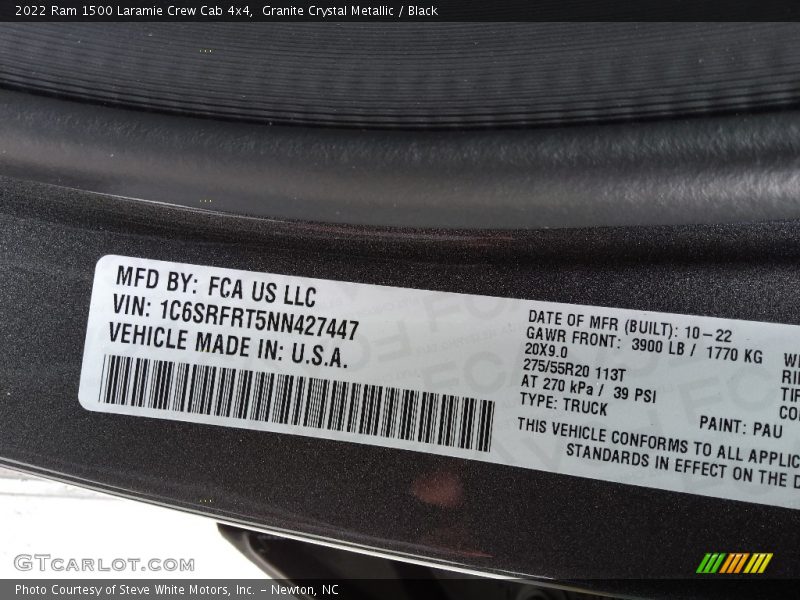 2022 Ram 1500 Laramie Crew Cab 4x4,  Granite Crystal Metallic / Black
MFD BY: FCA US LLC
VIN: 1C6SRFRT5NN427447
VEHICLE MADE IN: U.S.A.
DATE OF MFR (BUILT): 10-22
GAWR FRONT: 3900 LB / 1770 KG
20X9.0
275/55R20 113T
AT 270 kPa / 39 PSI
TYPE: TRUCK
PAINT: PAU
THIS VEHICLE CONFORMS TO ALL APPLIC
STANDARDS IN EFFECT ON THE D
GTcarlot.com
Photo Courtesy of Steve White Motors, Inc. – Newton, NC